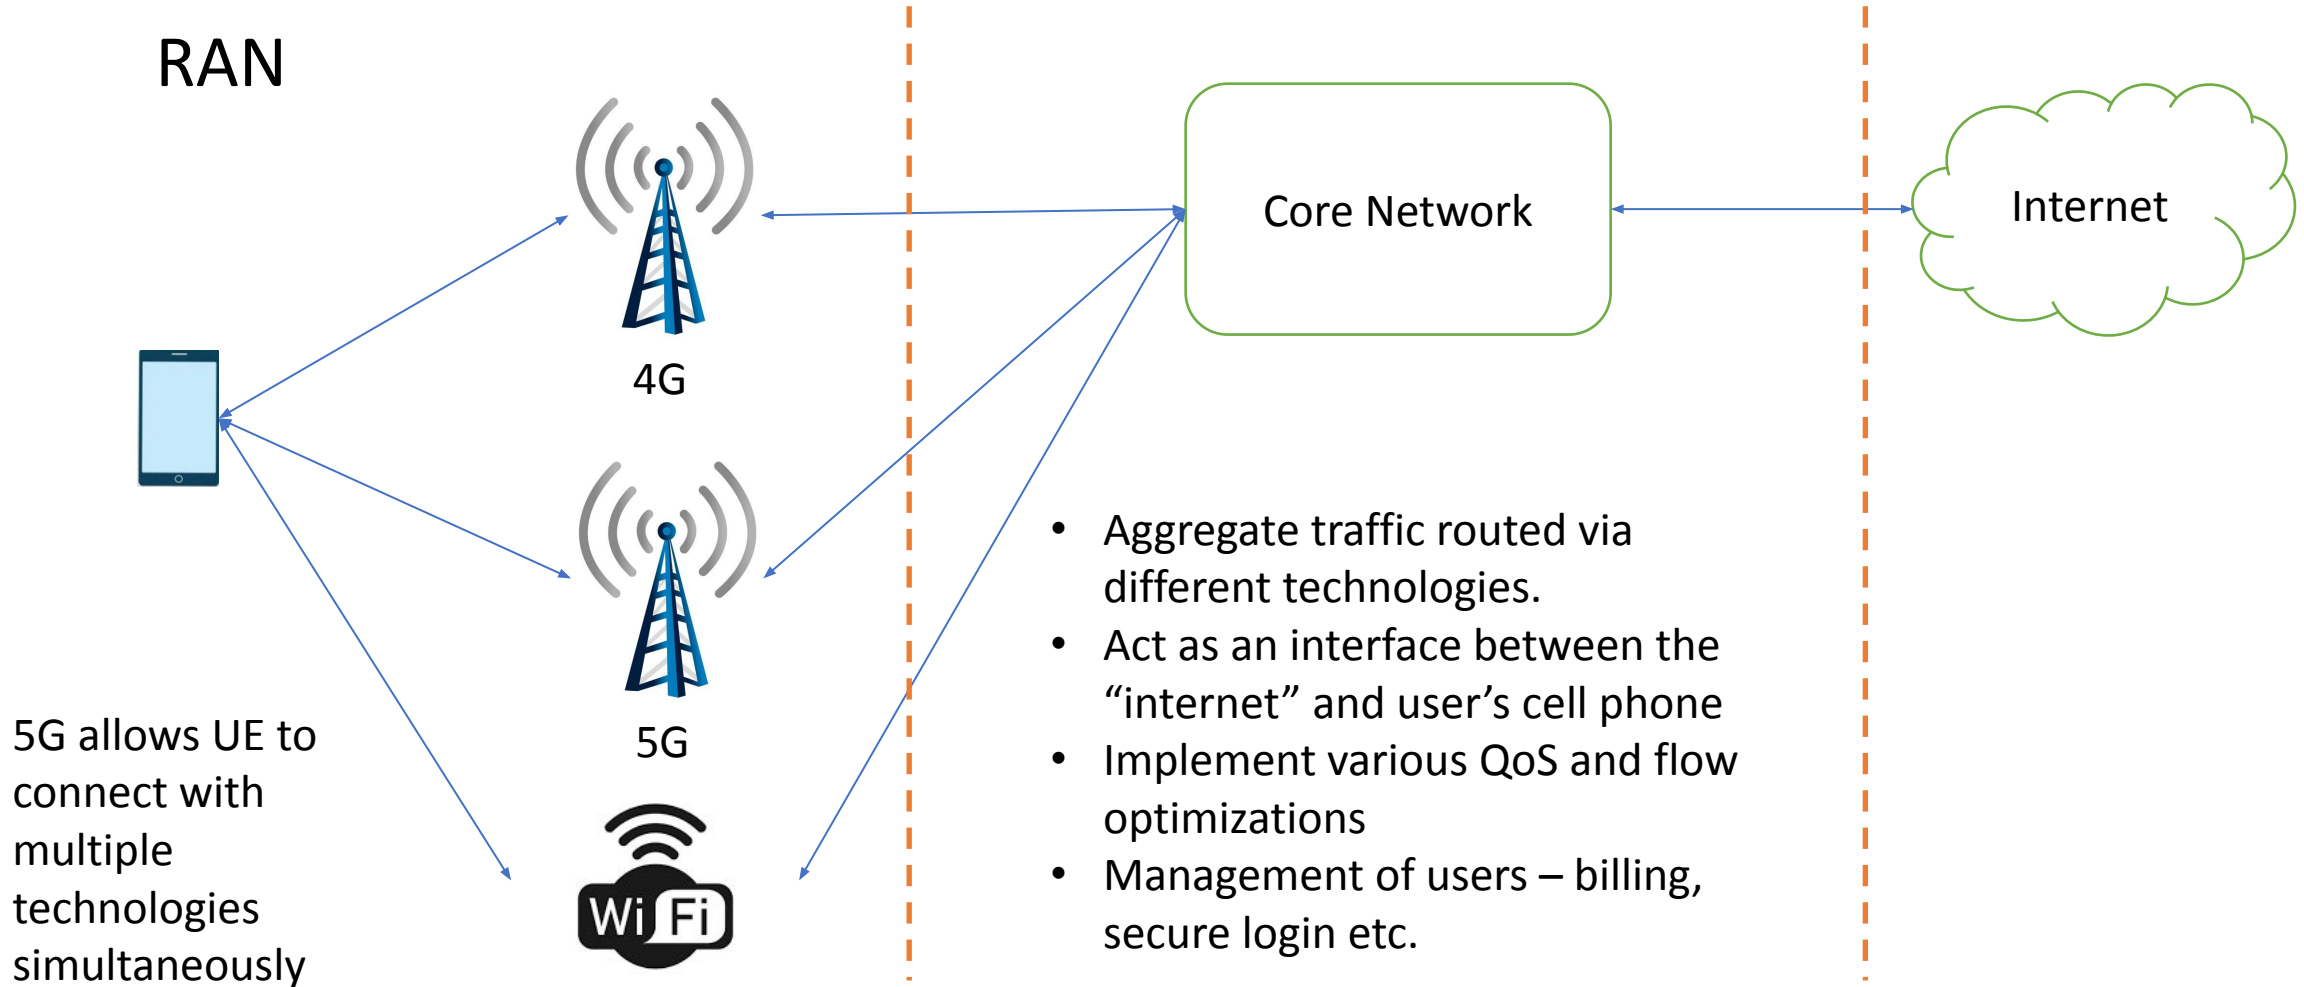 RAN
4G
5G
Wi Fi
5G allows UE to
connect with
multiple
technologies
simultaneously
Core Network
Internet
• Aggregate traffic routed via
different technologies.
• Act as an interface between the
“internet” and user’s cell phone
• Implement various QoS and flow
optimizations
• Management of users – billing,
secure login etc.